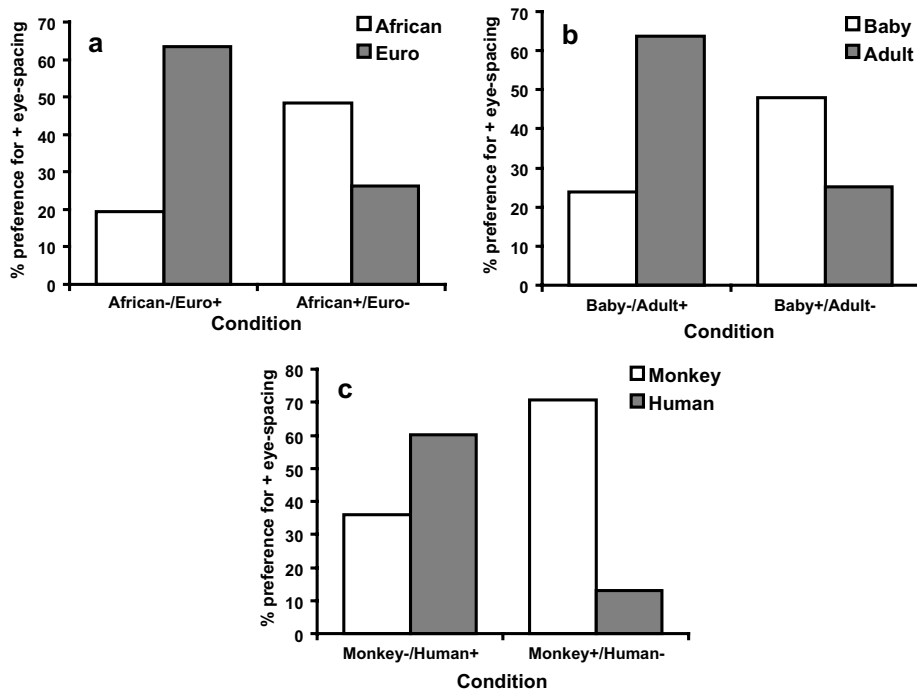 a
African
Euro
% preference for + eye-spacing
70
60
50
40
30
20
10
0
African-/Euro+ African+/Euro-
Condition
b
Baby
Adult
% preference for + eye-spacing
70
60
50
40
30
20
10
0
Baby-/Adult+ Baby+/Adult-
Condition
c
Monkey
Human
% preference for + eye-spacing
80
70
60
50
40
30
20
10
0
Monkey-/Human+ Monkey+/Human-
Condition